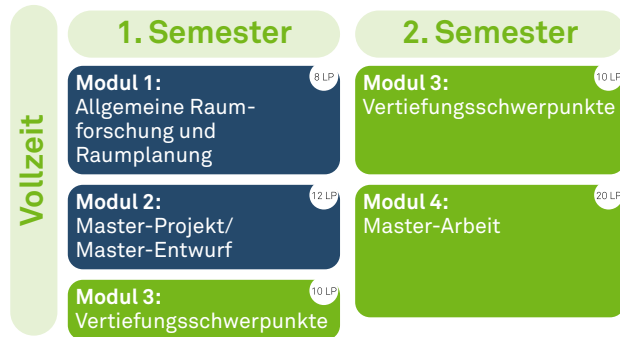 Vollzeit
1. Semester
2. Semester
Modul 1:
8 LP
Allgemeine Raum-
forschung und
Raumplanung
Modul 2:
12 LP
Master-Projekt/
Master-Entwurf
Modul 3:
10 LP
Vertiefungsschwerpunkte
Modul 3:
10 LP
Vertiefungsschwerpunkte
Modul 4:
20 LP
Master-Arbeit